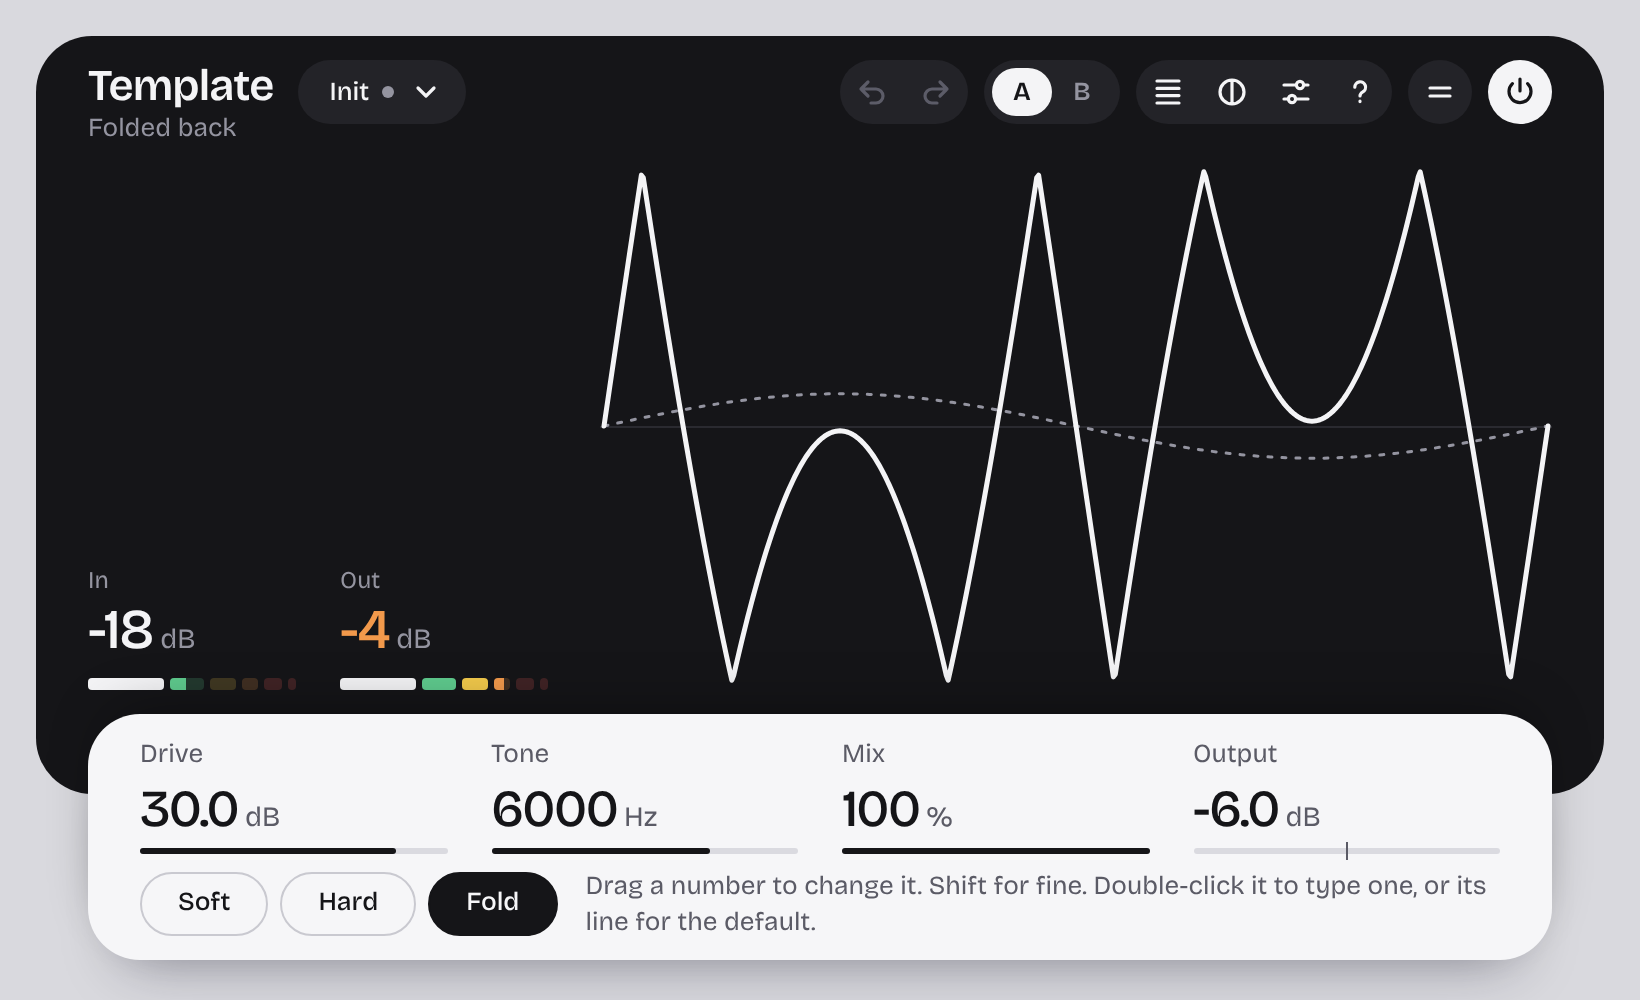 Template
Folded back
Init
A
B
?
In
-18 dB
Out
-4 dB
Drive
30.0 dB
Tone
6000 Hz
Mix
100 %
Output
-6.0 dB
Soft
Hard
Fold
Drag a number to change it. Shift for fine. Double-click it to type one, or its
line for the default.